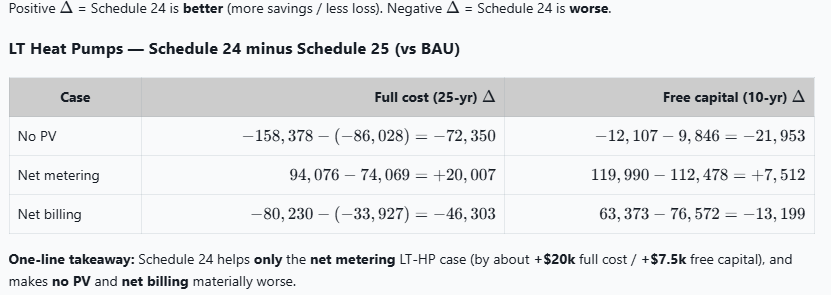 Positive Δ = Schedule 24 is better (more savings / less loss). Negative Δ = Schedule 24 is worse.
LT Heat Pumps — Schedule 24 minus Schedule 25 (vs BAU)
Case Full cost (25-yr) Δ Free capital (10-yr) Δ
No PV −158,378 − (−86,028) = −72,350 −12,107 − 9,846 = −21,953
Net metering 94,076 − 74,069 = +20,007 119,990 − 112,478 = +7,512
Net billing −80,230 − (−33,927) = −46,303 63,373 − 76,572 = −13,199
One-line takeaway: Schedule 24 helps only the net metering LT-HP case (by about +$20k full cost / +$7.5k free capital), and
makes no PV and net billing materially worse.